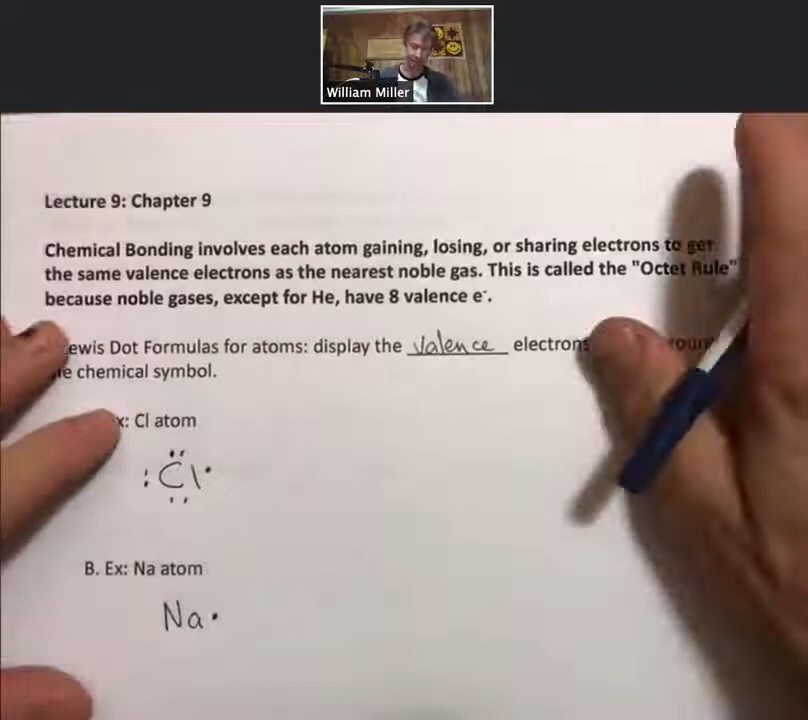 William Miller
Lecture 9: Chapter 9
Chemical Bonding involves each atom gaining, losing, or sharing electrons to get
the same valence electrons as the nearest noble gas. This is called the "Octet Rule"
because noble gases, except for He, have 8 valence e⁻.
ewis Dot Formulas for atoms: display the valence electrons
e chemical symbol.
x: Cl atom
Cl
B. Ex: Na atom
Na